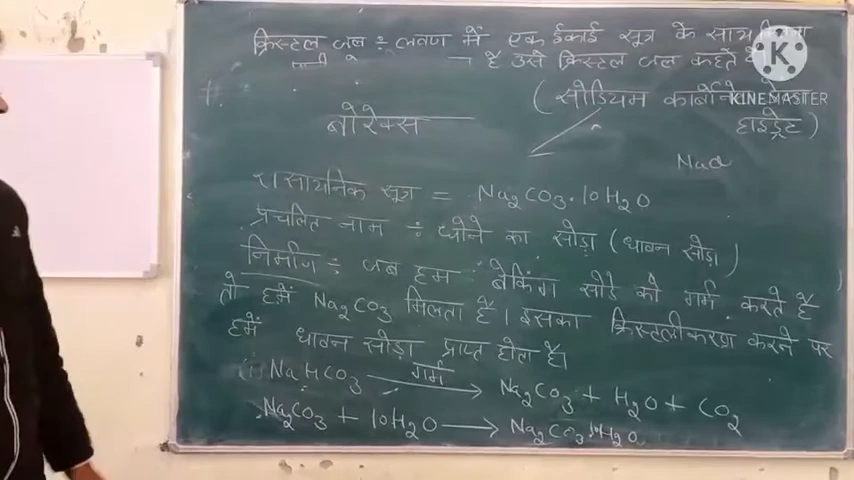 क्रिस्टल जल ÷ लवण में एक ईकाई सूत्र के साथ
है उसे क्रिस्टल जल कहते
K
KINEMASTER
(सोडियम
हाइड्रेट)
बोरेक्स
NaCl
रासायनिक सूत्र = Na₂CO₃.10H₂O
प्रचलित नाम ÷ धोने का सोड़ा (धावन सोड़ा)
निर्माण ÷ जब हम बेकिंग सोडे को गर्म करते है
तो हमें Na₂CO₃ मिलता है। इसका क्रिस्टलीकरण करने पर
हमें धावन सोड़ा प्राप्त होता है।
NaHCO₃ गर्म → Na₂CO₃ + H₂O + CO₂
Na₂CO₃ + 10H₂O → Na₂CO₃.10H₂O